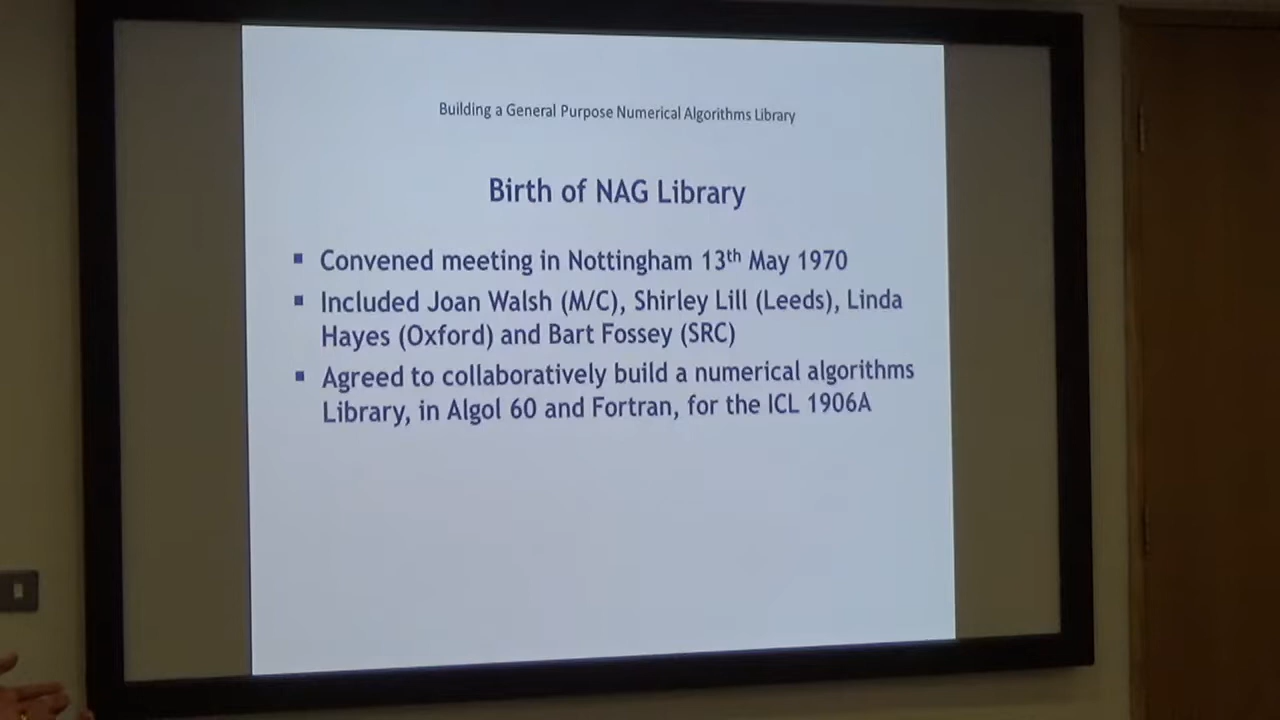 Building a General Purpose Numerical Algorithms Library
Birth of NAG Library
▪ Convened meeting in Nottingham 13th May 1970
▪ Included Joan Walsh (M/C), Shirley Lill (Leeds), Linda
Hayes (Oxford) and Bart Fossey (SRC)
▪ Agreed to collaboratively build a numerical algorithms
Library, in Algol 60 and Fortran, for the ICL 1906A